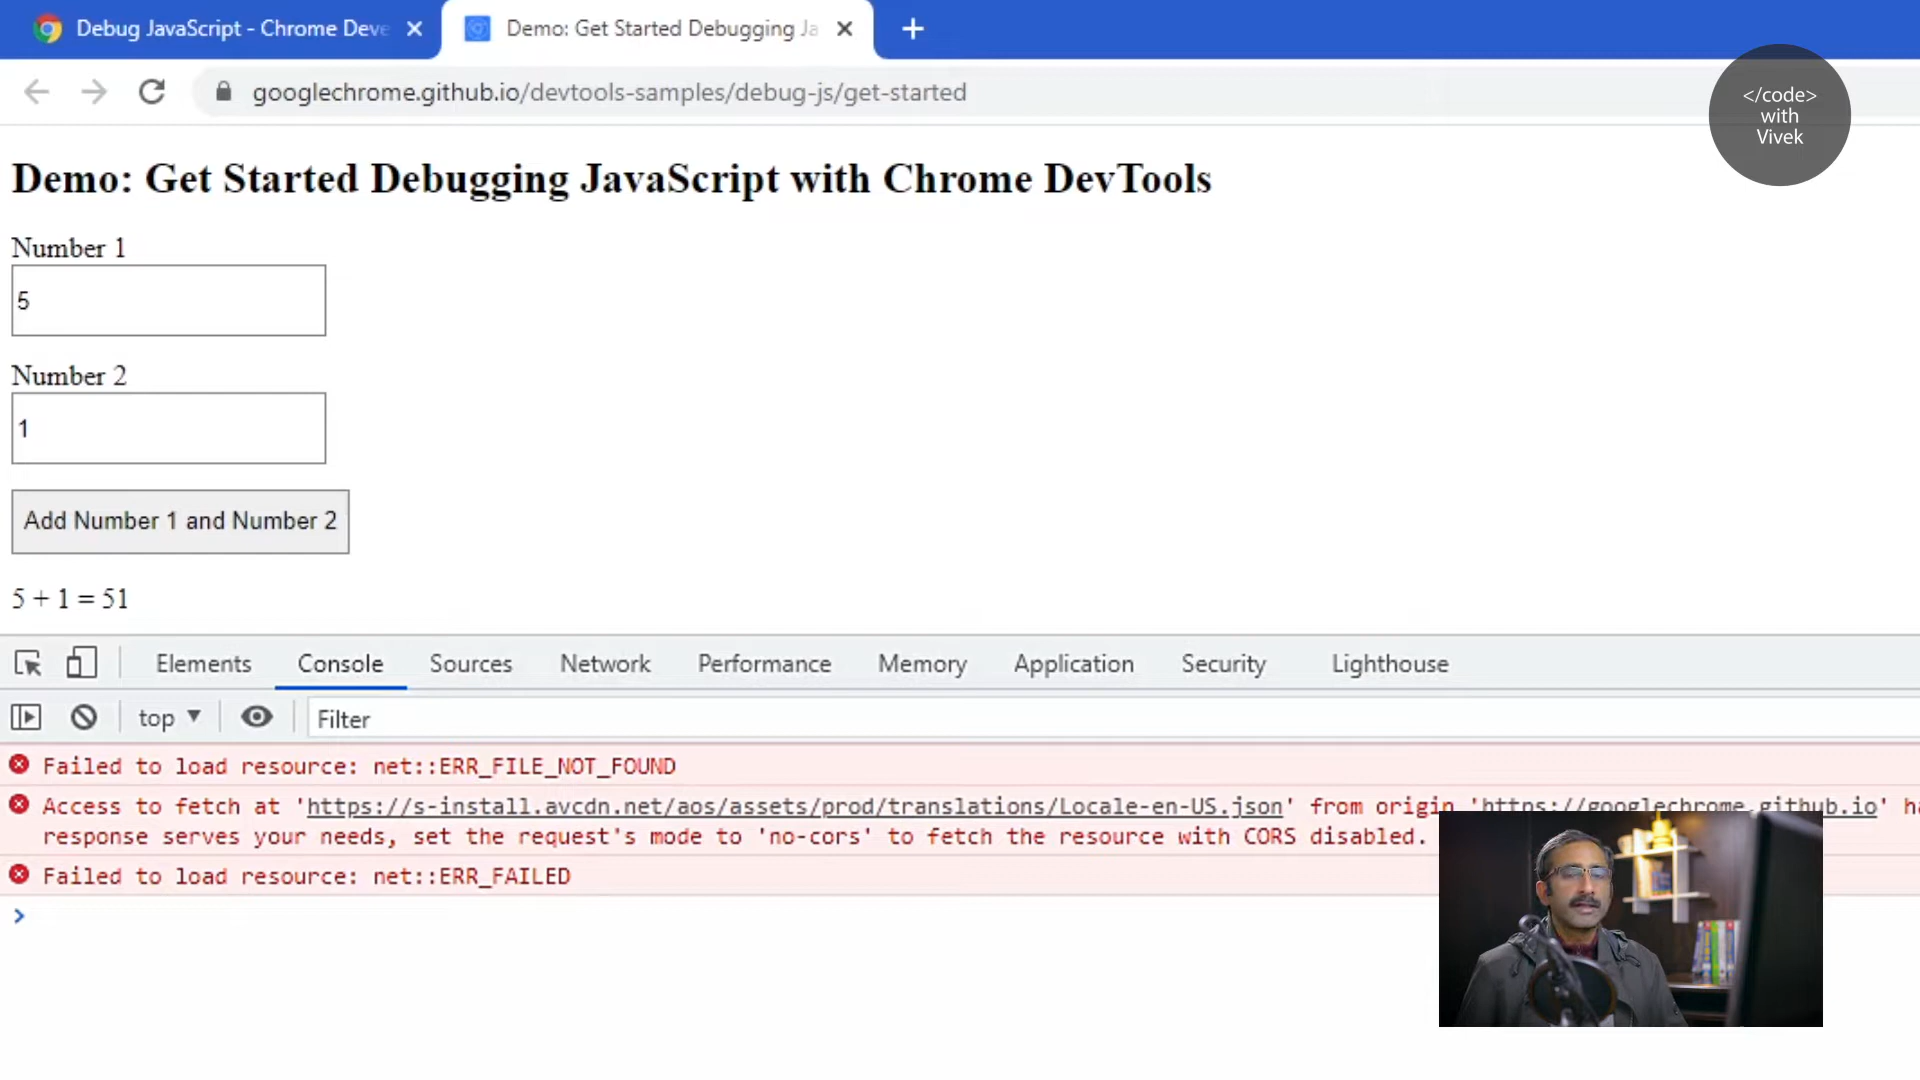 Debug JavaScript - Chrome Deve
Demo: Get Started Debugging Ja
googlechrome.github.io/devtools-samples/debug-js/get-started
</code>
with
Vivek
Demo: Get Started Debugging JavaScript with Chrome DevTools
Number 1
5
Number 2
1
Add Number 1 and Number 2
5 + 1 = 51
Elements Console Sources Network Performance Memory Application Security Lighthouse
top Filter
Failed to load resource: net::ERR_FILE_NOT_FOUND
Access to fetch at 'https://s-install.avcdn.net/aos/assets/prod/translations/Locale-en-US.json' from origin 'https://googlechrome.github.io' ha
response serves your needs, set the request's mode to 'no-cors' to fetch the resource with CORS disabled.
Failed to load resource: net::ERR_FAILED